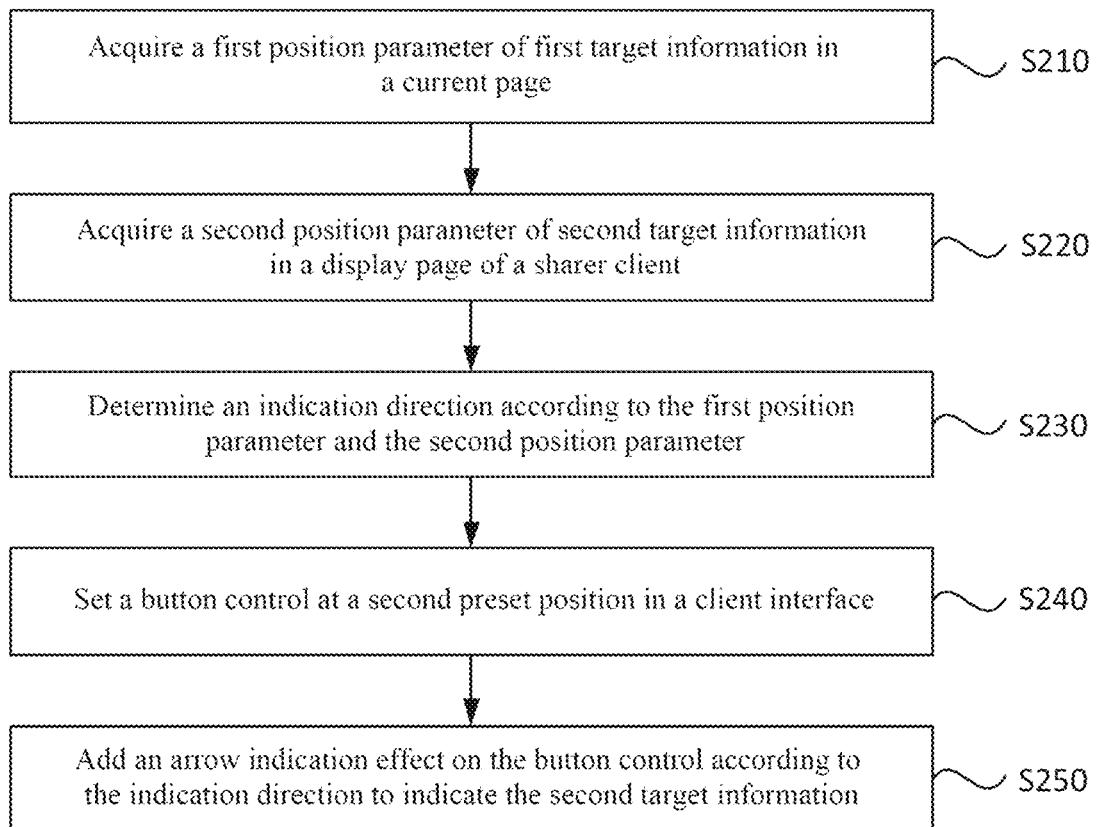 Acquire a first position parameter of first target information in
a current page
S210
Acquire a second position parameter of second target information
in a display page of a sharer client
S220
Determine an indication direction according to the first position
parameter and the second position parameter
S230
Set a button control at a second preset position in a client interface
S240
Add an arrow indication effect on the button control according to
the indication direction to indicate the second target information
S250